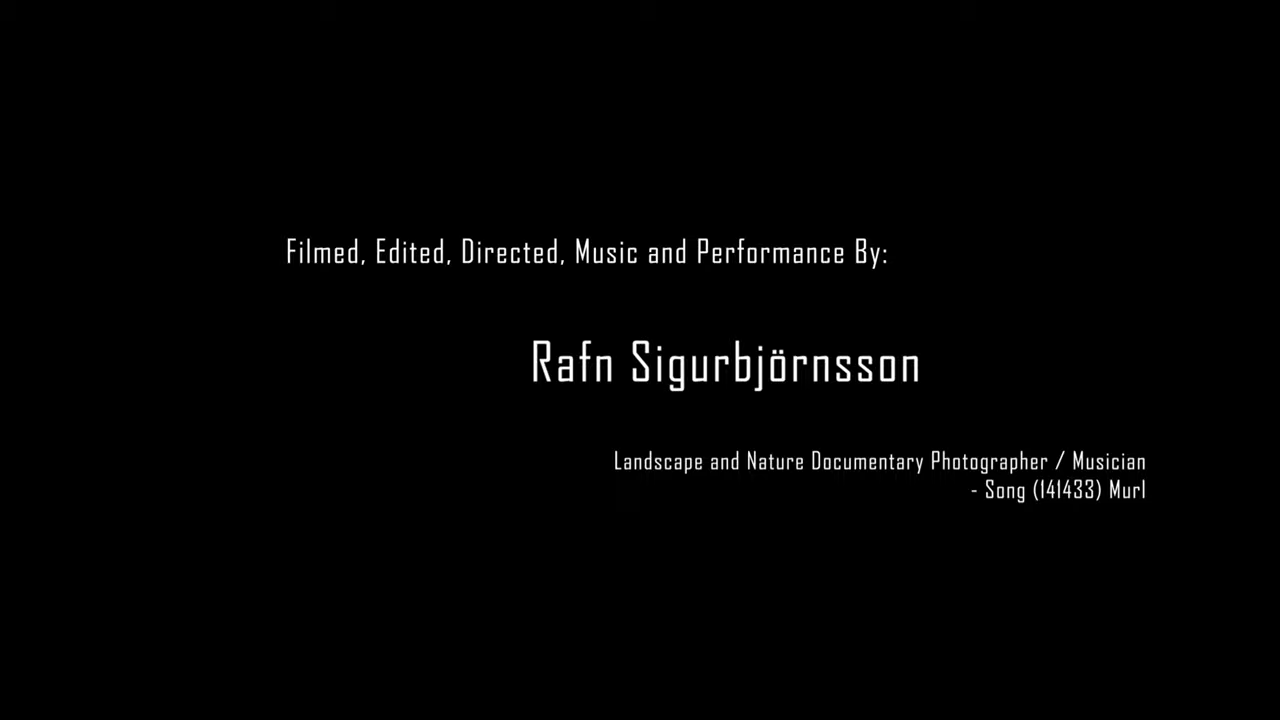 Filmed, Edited, Directed, Music and Performance By:
Rafn Sigurbjörnsson
Landscape and Nature Documentary Photographer / Musician
- Song (141433) Murl